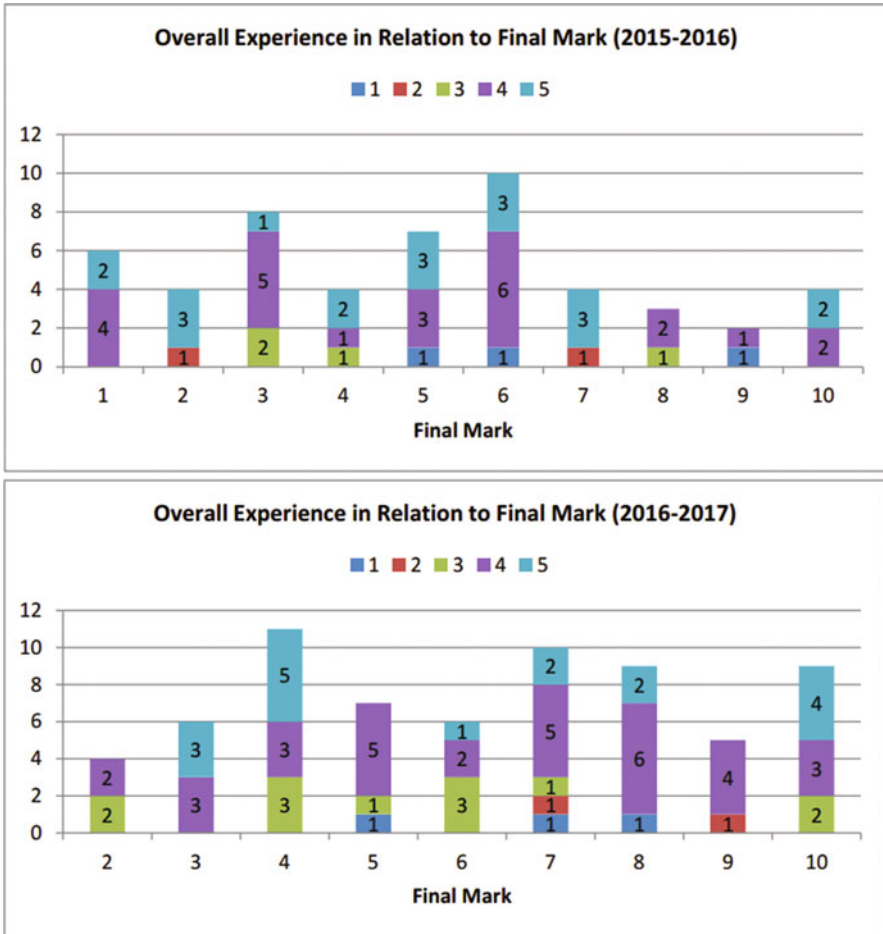 Overall Experience in Relation to Final Mark (2015-2016)
1 2 3 4 5
12
10 3
8 1
6 2 5 3 6
4 3 2 3 2
2 4 1 3 3 1 2
0 1 2 1 1 1 1 1 1 2
1 2 3 4 5 6 7 8 9 10
Final Mark
Overall Experience in Relation to Final Mark (2016-2017)
1 2 3 4 5
12
10 2
8 5 2 4
6 3 5 1 5 6
4 2 3 2 1 4 3
2 2 3 3 1 3 1 2
0 1 1 1 1
2 3 4 5 6 7 8 9 10
Final Mark